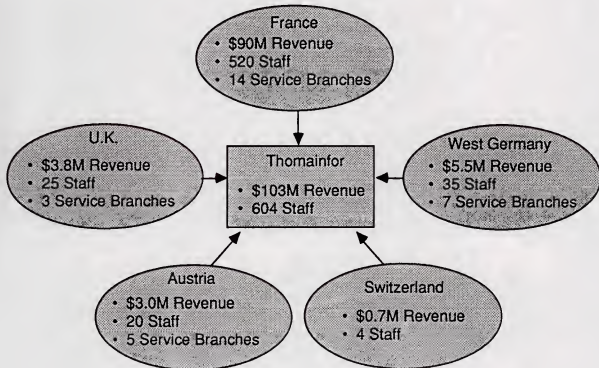 France
• $90M Revenue
• 520 Staff
• 14 Service Branches
U.K.
• $3.8M Revenue
• 25 Staff
• 3 Service Branches
Thomainfor
• $103M Revenue
• 604 Staff
West Germany
• $5.5M Revenue
• 35 Staff
• 7 Service Branches
Austria
• $3.0M Revenue
• 20 Staff
• 5 Service Branches
Switzerland
• $0.7M Revenue
• 4 Staff